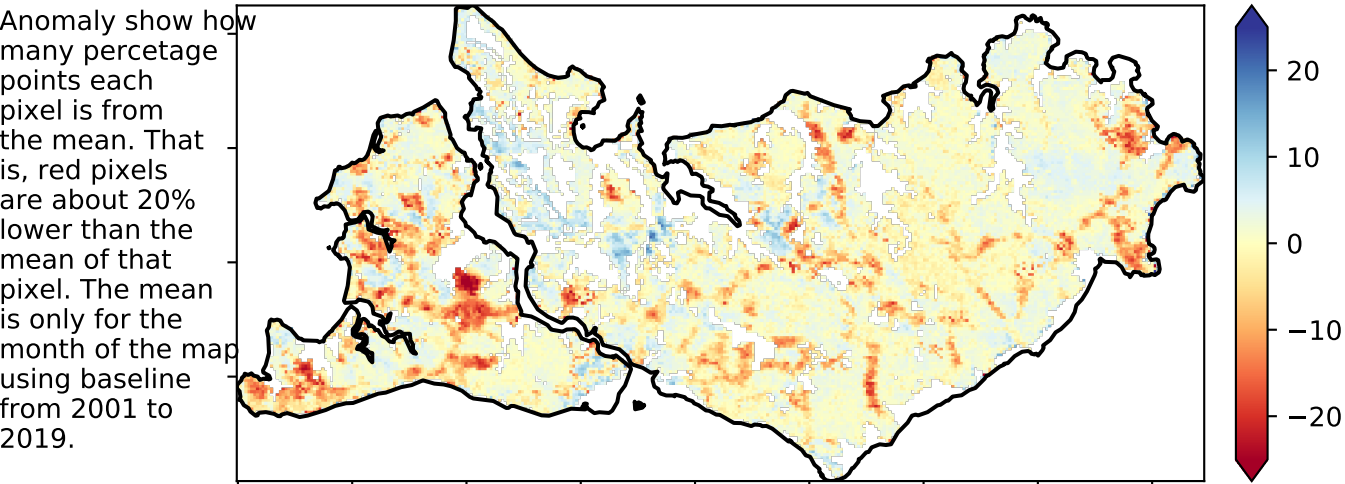 Anomaly show how
many percetage
points each
pixel is from
the mean. That
is, red pixels
are about 20%
lower than the
mean of that
pixel. The mean
is only for the
month of the map
using baseline
from 2001 to
2019.
20
10
0
−10
−20